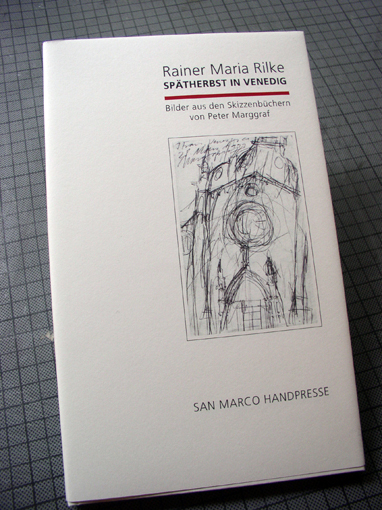 Rainer Maria Rilke
SPÄTHERBST IN VENEDIG
Bilder aus den Skizzenbüchern
von Peter Marggraf
SAN MARCO HANDPRESSE